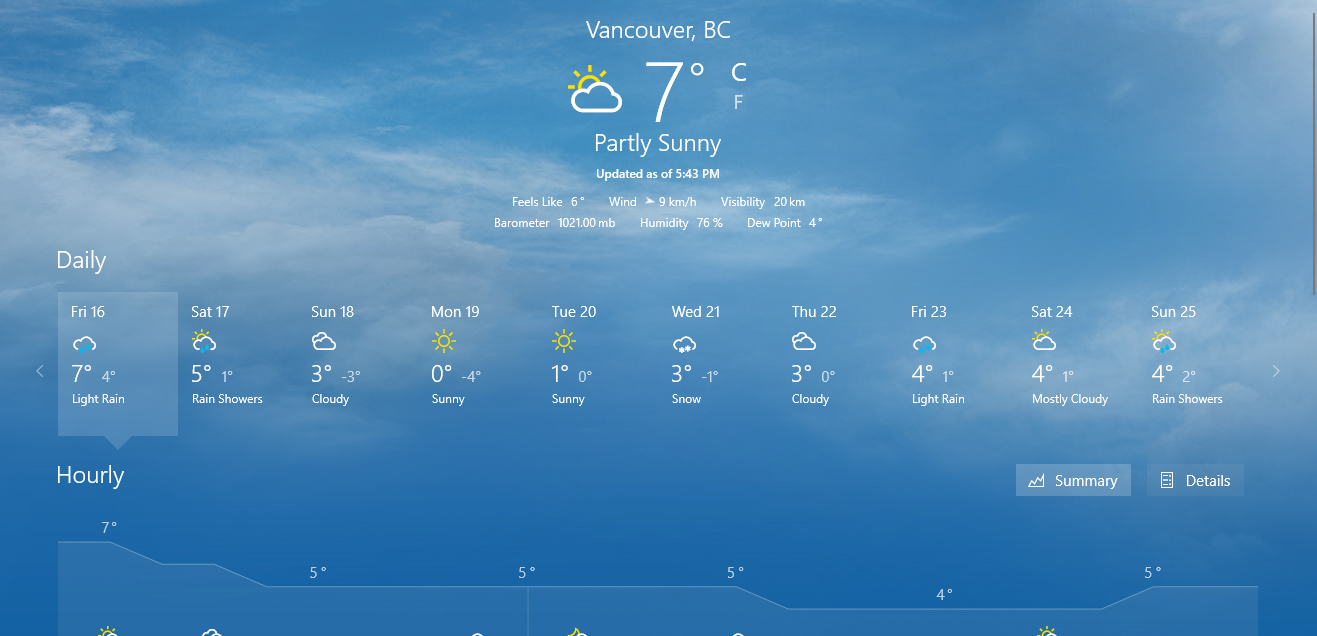 Vancouver, BC
7° C
F
Partly Sunny
Updated as of 5:43 PM
Feels Like 6° Wind 9 km/h Visibility 20 km
Barometer 1021.00 mb Humidity 76 % Dew Point 4°
Daily
Fri 16 Sat 17 Sun 18 Mon 19 Tue 20 Wed 21 Thu 22 Fri 23 Sat 24 Sun 25
7° 4° 5° 1° 3° -3° 0° -4° 1° 0° 3° -1° 3° 0° 4° 1° 4° 1° 4° 2°
Light Rain Rain Showers Cloudy Sunny Sunny Snow Cloudy Light Rain Mostly Cloudy Rain Showers
Hourly Summary Details
7°
5° 5° 5° 5°
4°